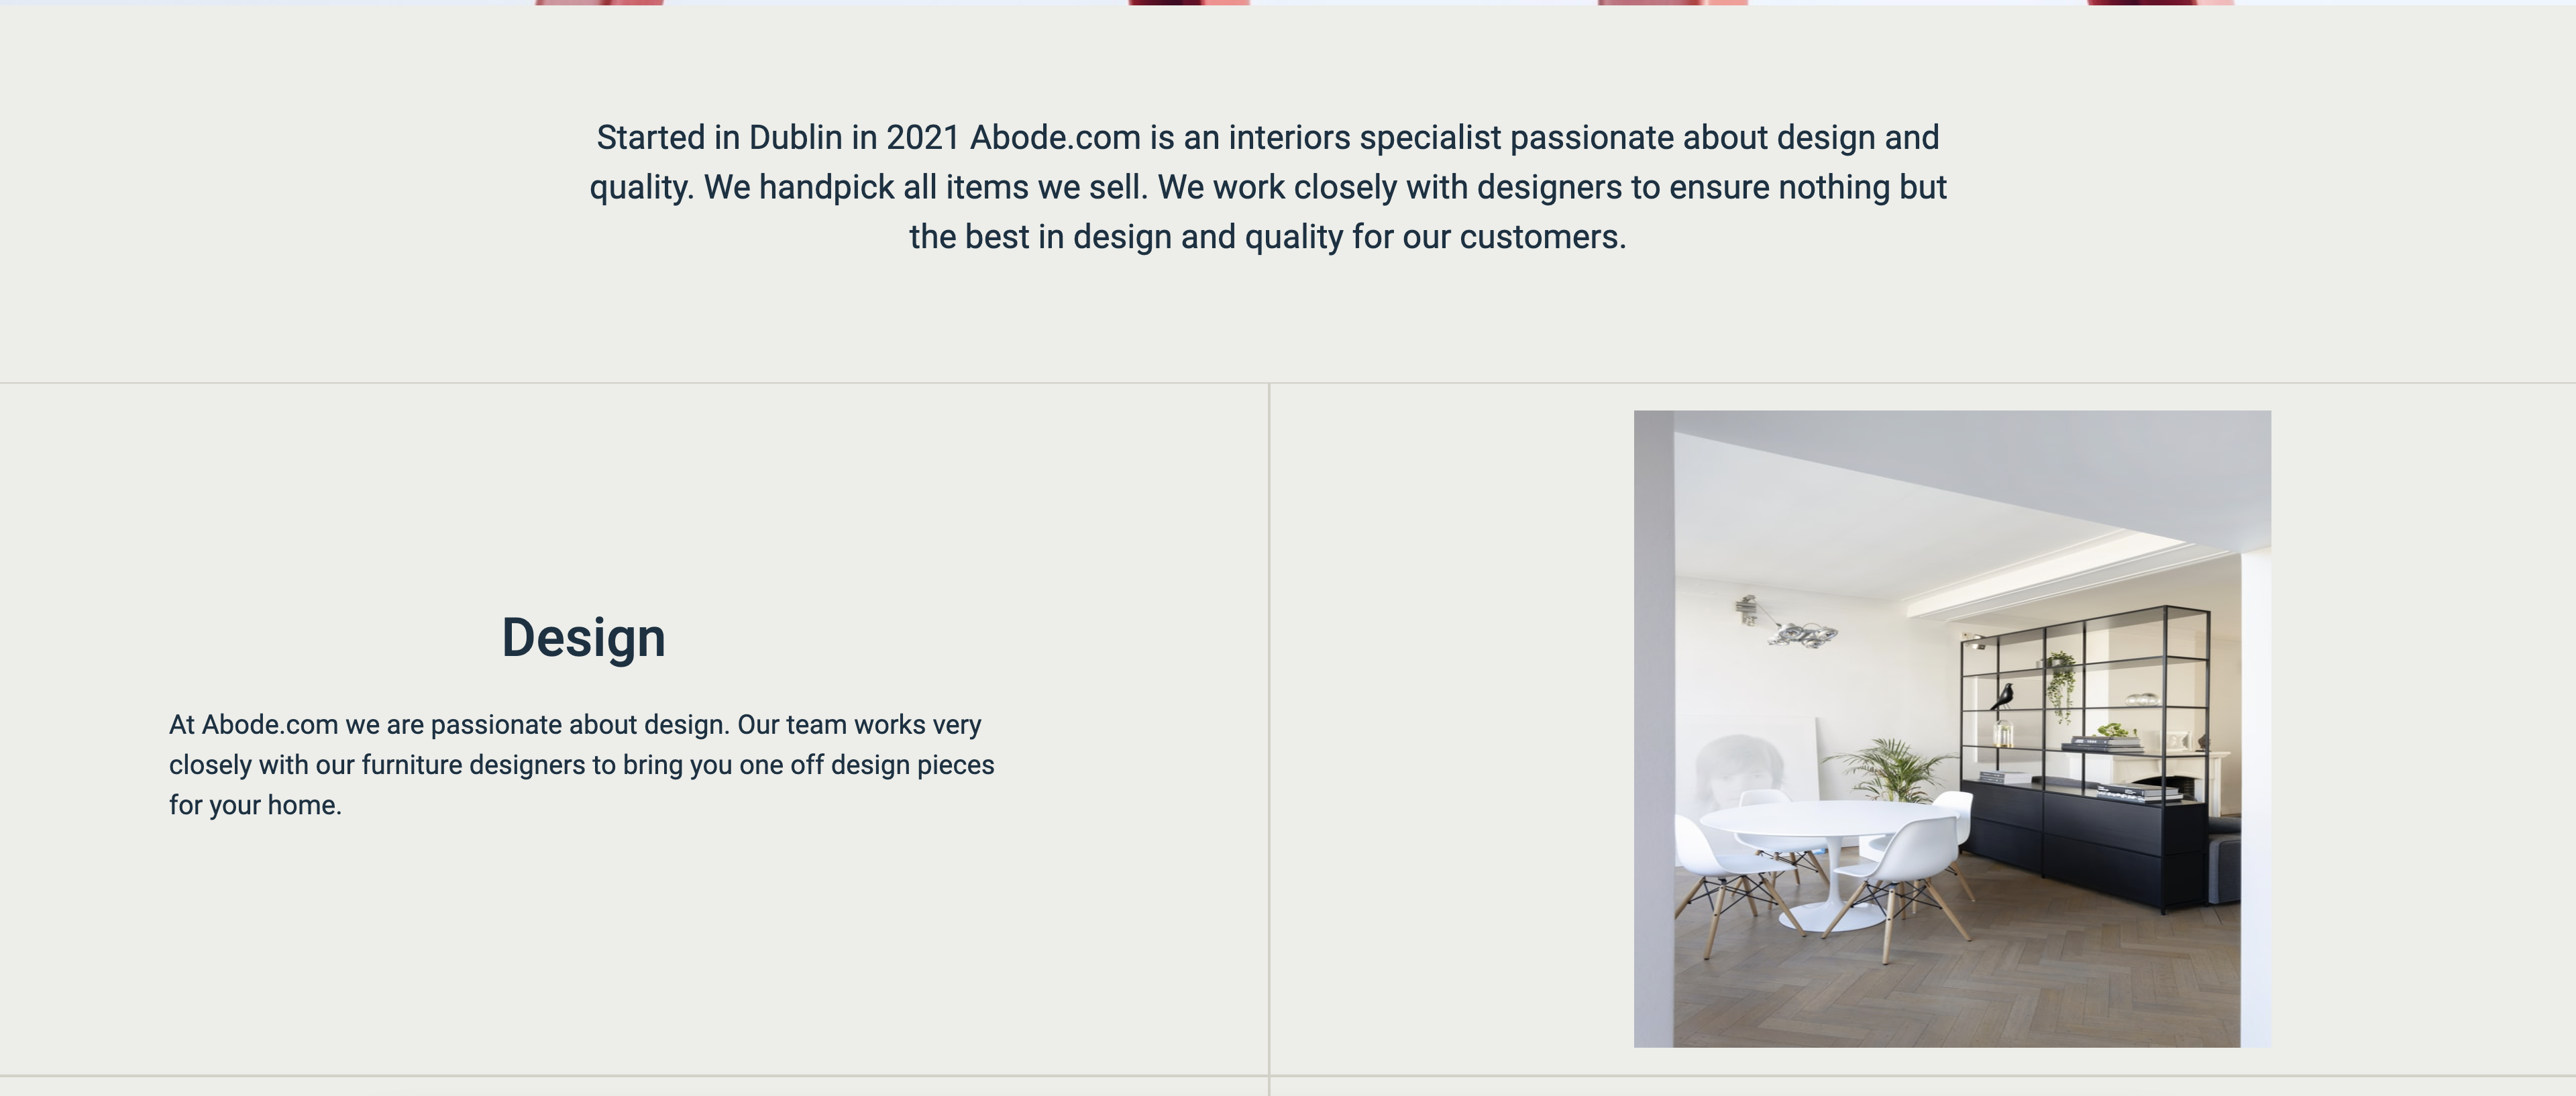 Started in Dublin in 2021 Abode.com is an interiors specialist passionate about design and
quality. We handpick all items we sell. We work closely with designers to ensure nothing but
the best in design and quality for our customers.
Design
At Abode.com we are passionate about design. Our team works very
closely with our furniture designers to bring you one off design pieces
for your home.